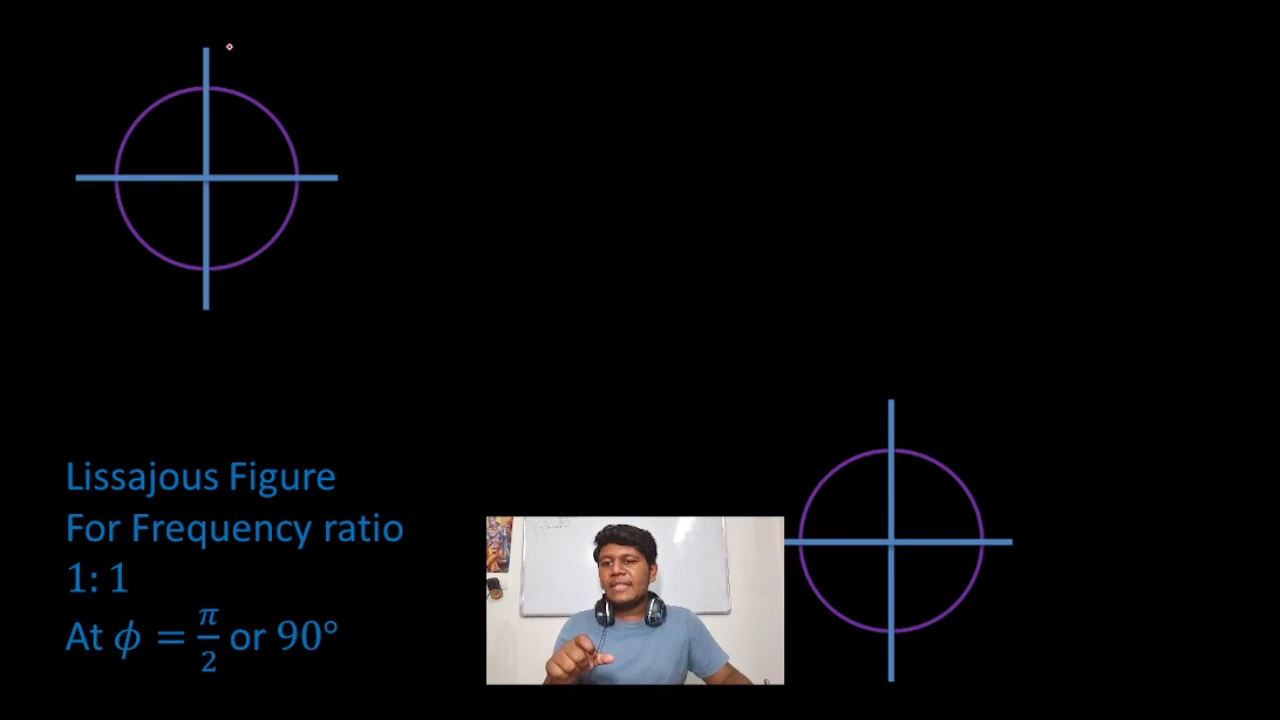 Lissajous Figure
For Frequency ratio
1: 1
At ϕ = π/2 or 90°